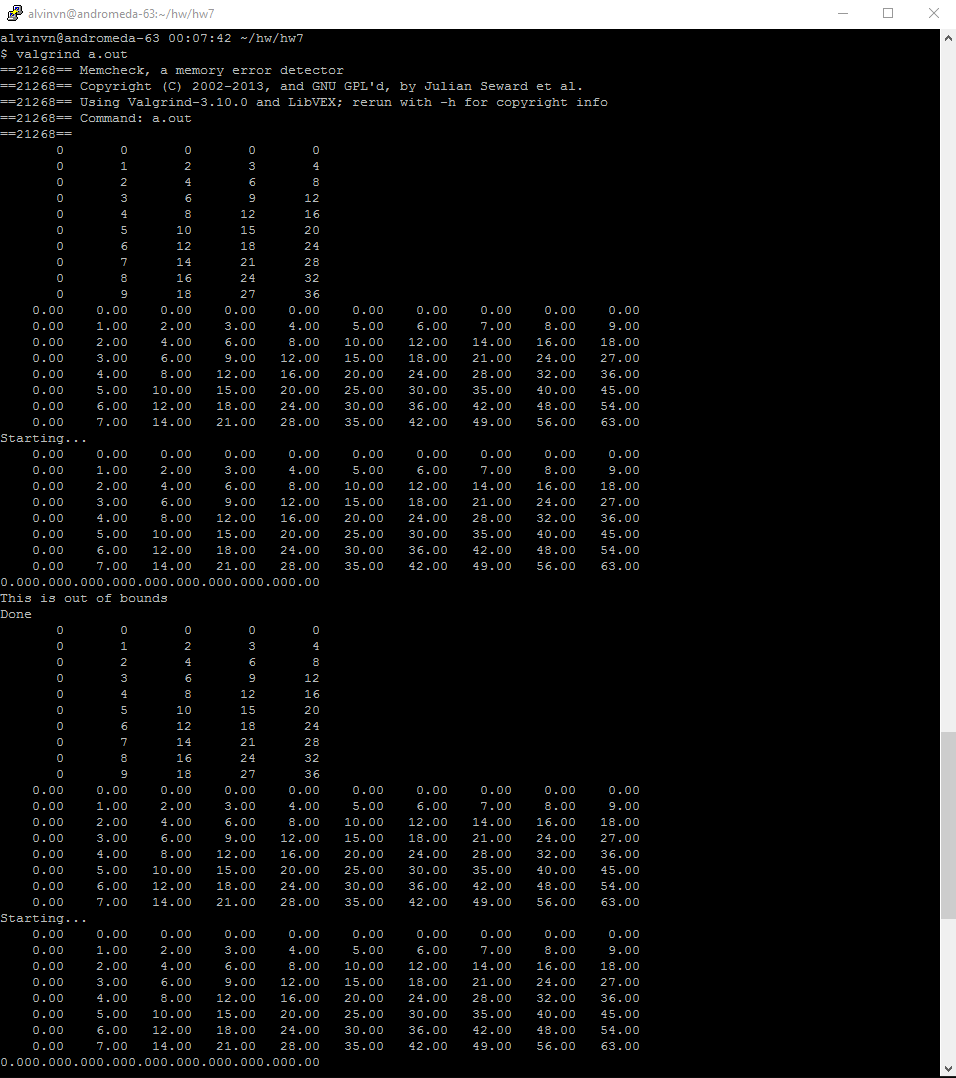 alvinvn@andromeda-63:~/hw/hw7
alvinvn@andromeda-63 00:07:42 ~/hw/hw7
$ valgrind a.out
==21268== Memcheck, a memory error detector
==21268== Copyright (C) 2002-2013, and GNU GPL'd, by Julian Seward et al.
==21268== Using Valgrind-3.10.0 and LibVEX; rerun with -h for copyright info
==21268== Command: a.out
==21268==
0 0 0 0 0
0 1 2 3 4
0 2 4 6 8
0 3 6 9 12
0 4 8 12 16
0 5 10 15 20
0 6 12 18 24
0 7 14 21 28
0 8 16 24 32
0 9 18 27 36
0.00 0.00 0.00 0.00 0.00 0.00 0.00 0.00 0.00 0.00
0.00 1.00 2.00 3.00 4.00 5.00 6.00 7.00 8.00 9.00
0.00 2.00 4.00 6.00 8.00 10.00 12.00 14.00 16.00 18.00
0.00 3.00 6.00 9.00 12.00 15.00 18.00 21.00 24.00 27.00
0.00 4.00 8.00 12.00 16.00 20.00 24.00 28.00 32.00 36.00
0.00 5.00 10.00 15.00 20.00 25.00 30.00 35.00 40.00 45.00
0.00 6.00 12.00 18.00 24.00 30.00 36.00 42.00 48.00 54.00
0.00 7.00 14.00 21.00 28.00 35.00 42.00 49.00 56.00 63.00
Starting...
0.00 0.00 0.00 0.00 0.00 0.00 0.00 0.00 0.00 0.00
0.00 1.00 2.00 3.00 4.00 5.00 6.00 7.00 8.00 9.00
0.00 2.00 4.00 6.00 8.00 10.00 12.00 14.00 16.00 18.00
0.00 3.00 6.00 9.00 12.00 15.00 18.00 21.00 24.00 27.00
0.00 4.00 8.00 12.00 16.00 20.00 24.00 28.00 32.00 36.00
0.00 5.00 10.00 15.00 20.00 25.00 30.00 35.00 40.00 45.00
0.00 6.00 12.00 18.00 24.00 30.00 36.00 42.00 48.00 54.00
0.00 7.00 14.00 21.00 28.00 35.00 42.00 49.00 56.00 63.00
0.000.000.000.000.000.000.000.000.000.00
This is out of bounds
Done
0 0 0 0 0
0 1 2 3 4
0 2 4 6 8
0 3 6 9 12
0 4 8 12 16
0 5 10 15 20
0 6 12 18 24
0 7 14 21 28
0 8 16 24 32
0 9 18 27 36
0.00 0.00 0.00 0.00 0.00 0.00 0.00 0.00 0.00 0.00
0.00 1.00 2.00 3.00 4.00 5.00 6.00 7.00 8.00 9.00
0.00 2.00 4.00 6.00 8.00 10.00 12.00 14.00 16.00 18.00
0.00 3.00 6.00 9.00 12.00 15.00 18.00 21.00 24.00 27.00
0.00 4.00 8.00 12.00 16.00 20.00 24.00 28.00 32.00 36.00
0.00 5.00 10.00 15.00 20.00 25.00 30.00 35.00 40.00 45.00
0.00 6.00 12.00 18.00 24.00 30.00 36.00 42.00 48.00 54.00
0.00 7.00 14.00 21.00 28.00 35.00 42.00 49.00 56.00 63.00
Starting...
0.00 0.00 0.00 0.00 0.00 0.00 0.00 0.00 0.00 0.00
0.00 1.00 2.00 3.00 4.00 5.00 6.00 7.00 8.00 9.00
0.00 2.00 4.00 6.00 8.00 10.00 12.00 14.00 16.00 18.00
0.00 3.00 6.00 9.00 12.00 15.00 18.00 21.00 24.00 27.00
0.00 4.00 8.00 12.00 16.00 20.00 24.00 28.00 32.00 36.00
0.00 5.00 10.00 15.00 20.00 25.00 30.00 35.00 40.00 45.00
0.00 6.00 12.00 18.00 24.00 30.00 36.00 42.00 48.00 54.00
0.00 7.00 14.00 21.00 28.00 35.00 42.00 49.00 56.00 63.00
0.000.000.000.000.000.000.000.000.000.00